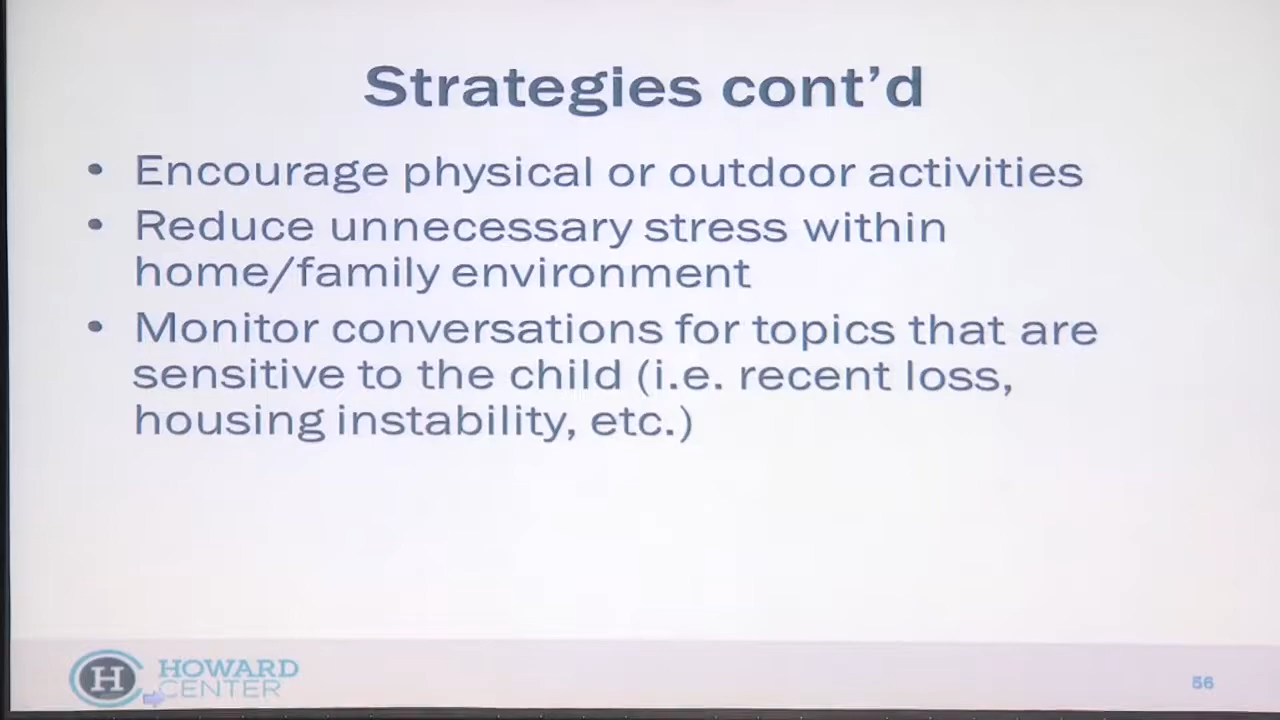 Strategies cont’d
• Encourage physical or outdoor activities
• Reduce unnecessary stress within
home/family environment
• Monitor conversations for topics that are
sensitive to the child (i.e. recent loss,
housing instability, etc.)
H HOWARD
CENTER
56